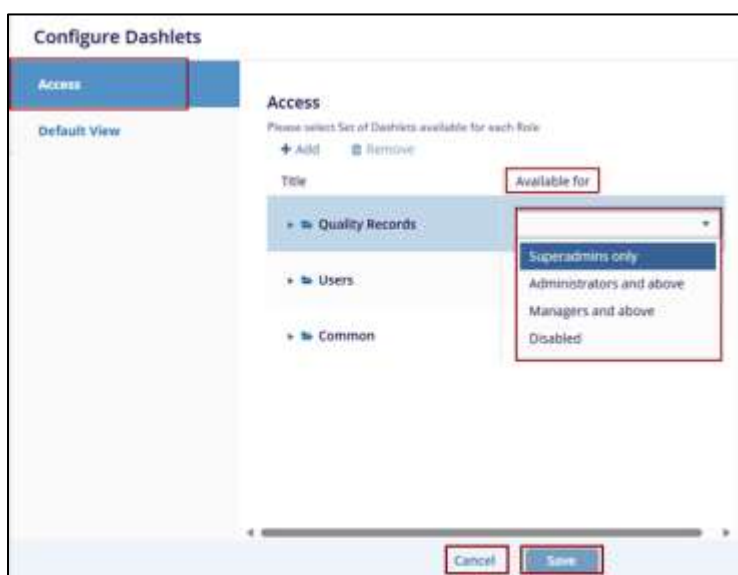 Configure Dashlets
Access
Default View
Access
Please select Set of Dashlets available for each Role
+ Add Remove
Title Available for
Quality Records
Superadmins only
Users
Administrators and above
Managers and above
Common
Disabled
Cancel Save